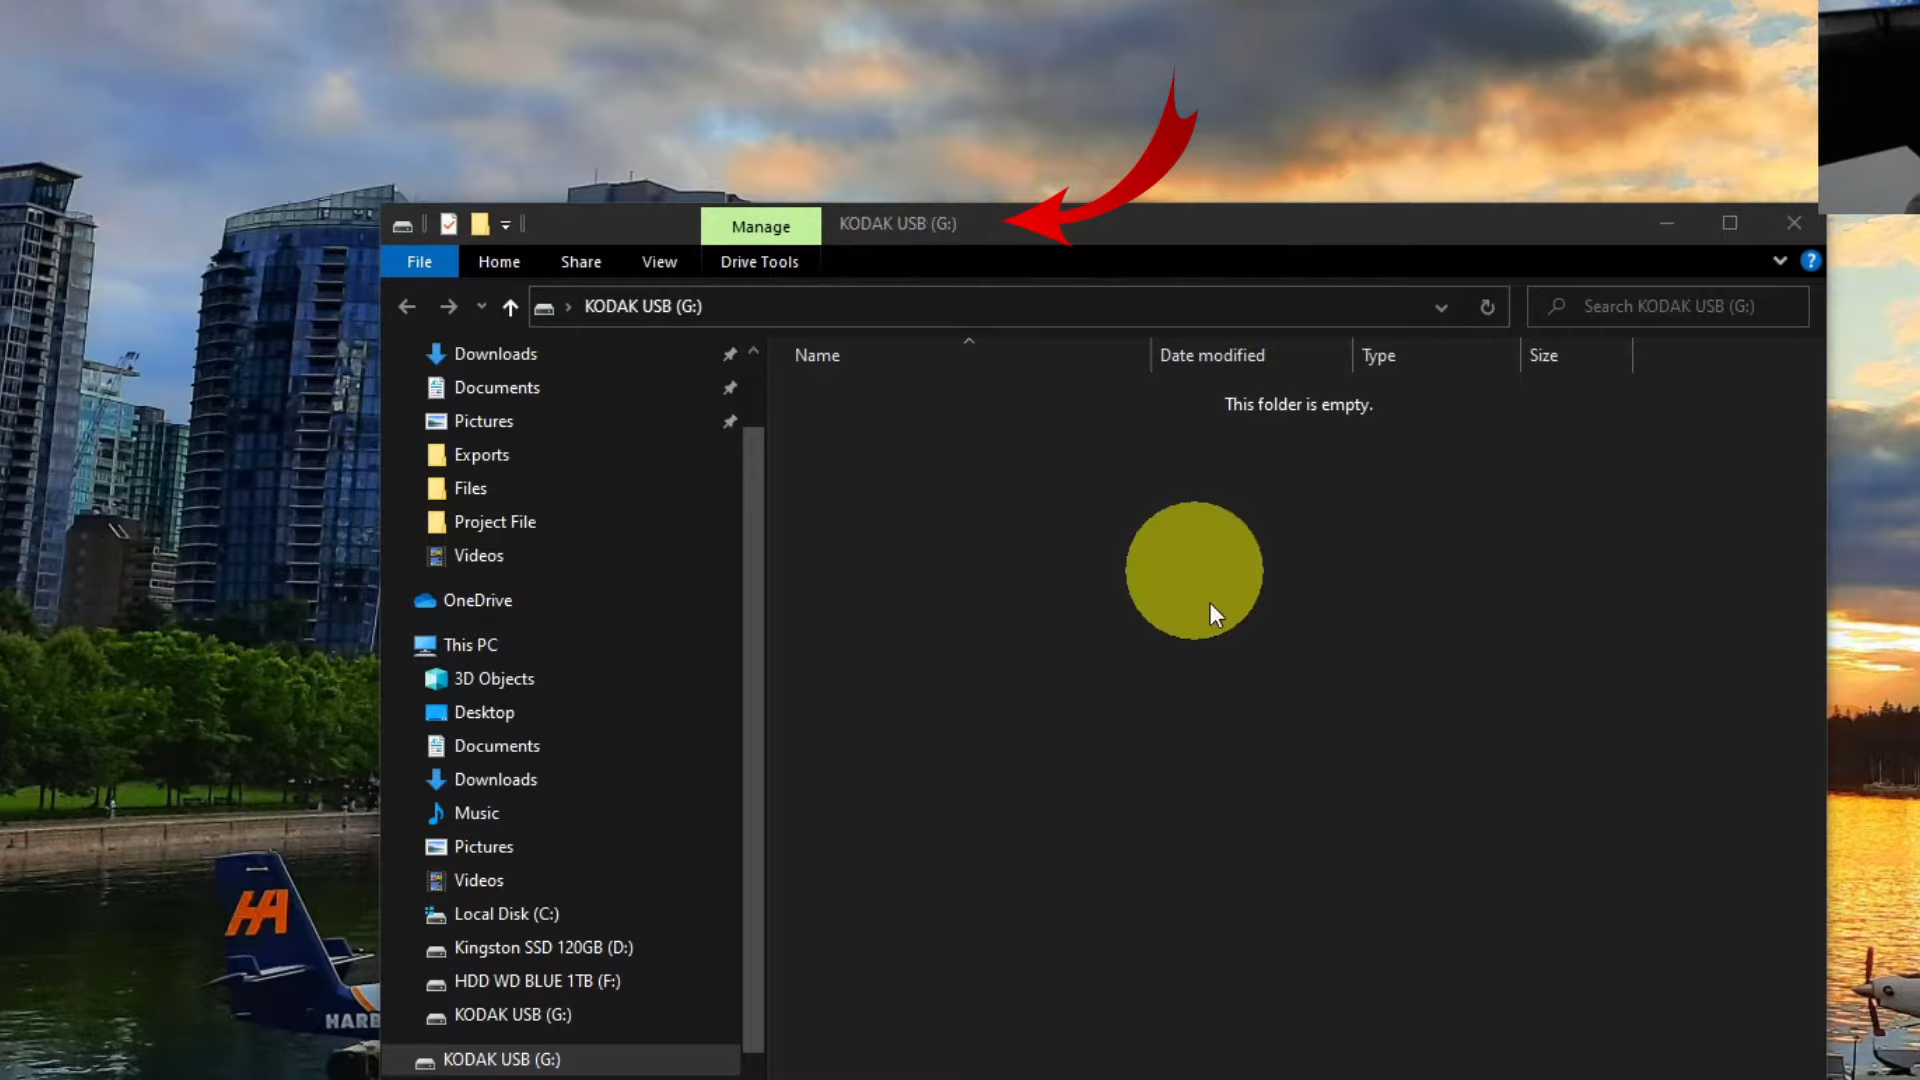 Manage
KODAK USB (G:)
File
Home
Share
View
Drive Tools
?
KODAK USB (G:)
Search KODAK USB (G:)
Downloads
Documents
Pictures
Exports
Files
Project File
Videos
OneDrive
This PC
3D Objects
Desktop
Documents
Downloads
Music
Pictures
Videos
Local Disk (C:)
Kingston SSD 120GB (D:)
HDD WD BLUE 1TB (F:)
KODAK USB (G:)
KODAK USB (G:)
Name
Date modified
Type
Size
This folder is empty.
HA
HARB